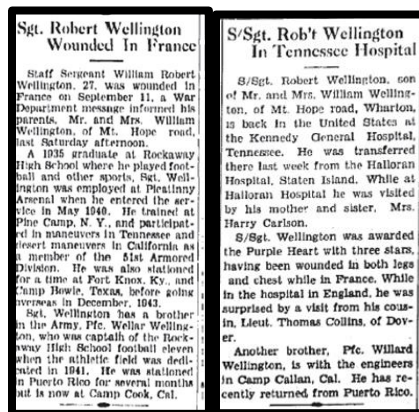 Sgt. Robert Wellington
Wounded In France
Staff Sergeant William Robert
Wellington, 27, was wounded in
France on September 11, a War
Department message informed his
parents, Mr. and Mrs. William
Wellington, of Mt. Hope road,
last Saturday afternoon.
A 1935 graduate at Rockaway
High School where he played foot-
ball and other sports, Sgt. Wel-
lington was employed at Picatinny
Arsenal when he entered the ser-
vice in May 1940. He trained at
Pine Camp, N. Y., and participat-
ed in maneuvers in Tennessee and
desert maneuvers in California as
a member of the 51st Armored
Division. He was also stationed
for a time at Fort Knox, Ky., and
Camp Bowie, Texas, before going
overseas in December, 1943.
Sgt. Wellington has a brother
in the Army, Pfc. Wellar Welling-
ton, who was captain of the Rock-
away High School football eleven
when the athletic field was dedi-
cated in 1941. He was stationed
in Puerto Rico for several months
but is now at Camp Cook, Cal.
S/Sgt. Rob't Wellington
In Tennessee Hospital
S/Sgt. Robert Wellington, son
of Mr. and Mrs. William Welling-
ton, of Mt. Hope road, Wharton,
is back in the United States at
the Kennedy General Hospital,
Tennessee. He was transferred
there last week from the Halloran
Hospital, Staten Island. While at
Halloran Hospital he was visited
by his mother and sister, Mrs.
Harry Carlson.
S/Sgt. Wellington was awarded
the Purple Heart with three stars,
having been wounded in both legs
and chest while in France. While
in the hospital in England, he was
surprised by a visit from his cous-
in, Lieut. Thomas Collins, of Dov-
er.
Another brother, Pfc. Willard
Wellington, is with the engineers
in Camp Callan, Cal. He has re-
cently returned from Puerto Rico.